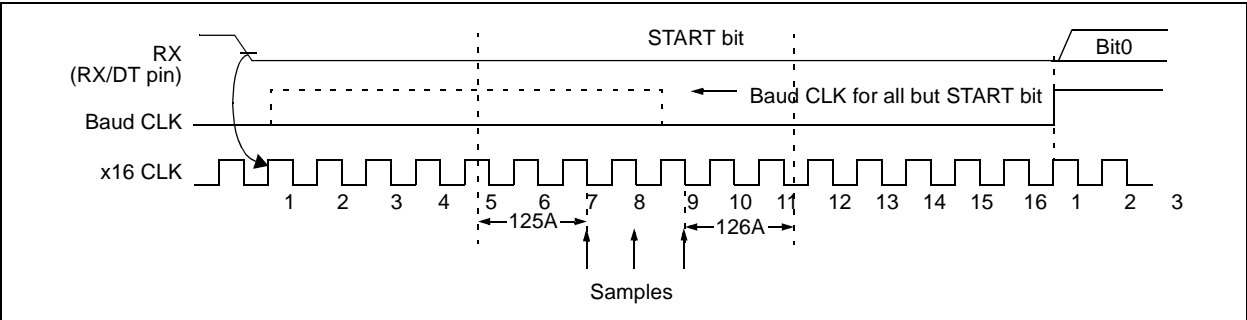 START bit
RX
(RX/DT pin)
Bit0
Baud CLK for all but START bit
Baud CLK
x16 CLK
1 2 3 4 5 6 7 8 9 10 11 12 13 14 15 16 1 2 3
125A
126A
Samples